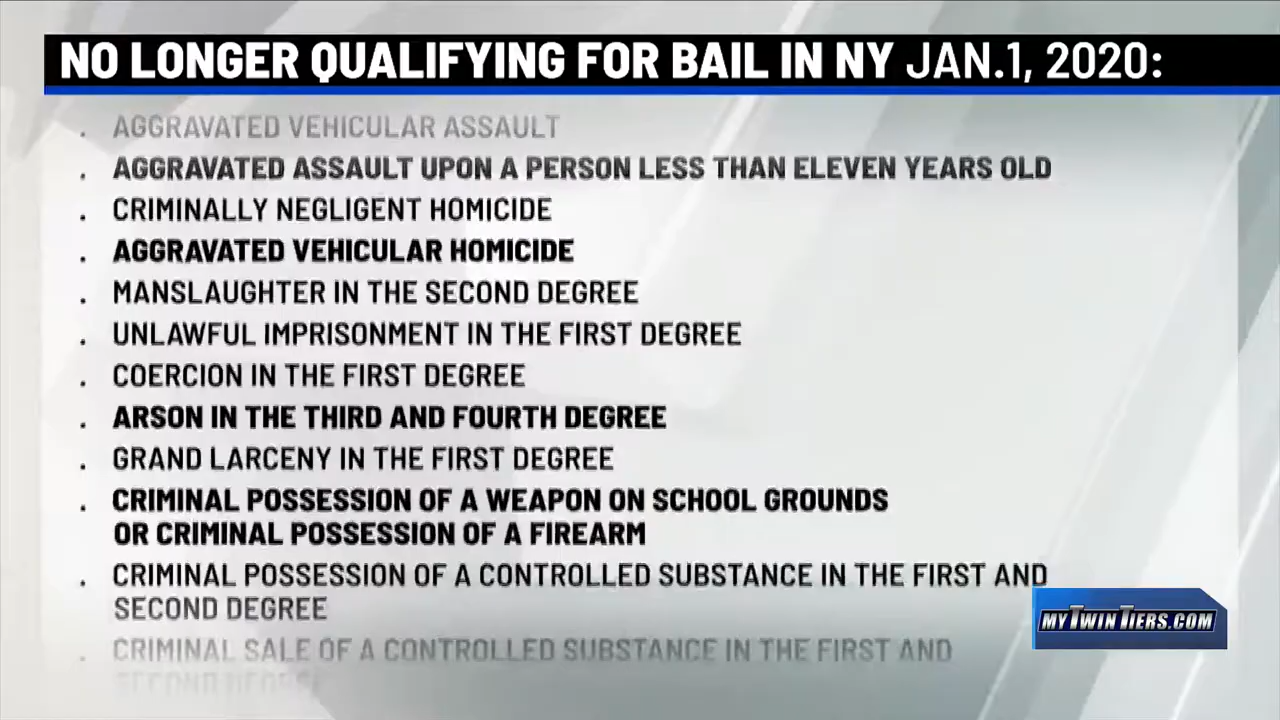 NO LONGER QUALIFYING FOR BAIL IN NY JAN.1, 2020:
. AGGRAVATED VEHICULAR ASSAULT
. AGGRAVATED ASSAULT UPON A PERSON LESS THAN ELEVEN YEARS OLD
. CRIMINALLY NEGLIGENT HOMICIDE
. AGGRAVATED VEHICULAR HOMICIDE
. MANSLAUGHTER IN THE SECOND DEGREE
. UNLAWFUL IMPRISONMENT IN THE FIRST DEGREE
. COERCION IN THE FIRST DEGREE
. ARSON IN THE THIRD AND FOURTH DEGREE
. GRAND LARCENY IN THE FIRST DEGREE
. CRIMINAL POSSESSION OF A WEAPON ON SCHOOL GROUNDS
OR CRIMINAL POSSESSION OF A FIREARM
. CRIMINAL POSSESSION OF A CONTROLLED SUBSTANCE IN THE FIRST AND
SECOND DEGREE
MYTWINTIERS.COM
. CRIMINAL SALE OF A CONTROLLED SUBSTANCE IN THE FIRST AND
SECOND DEGREE